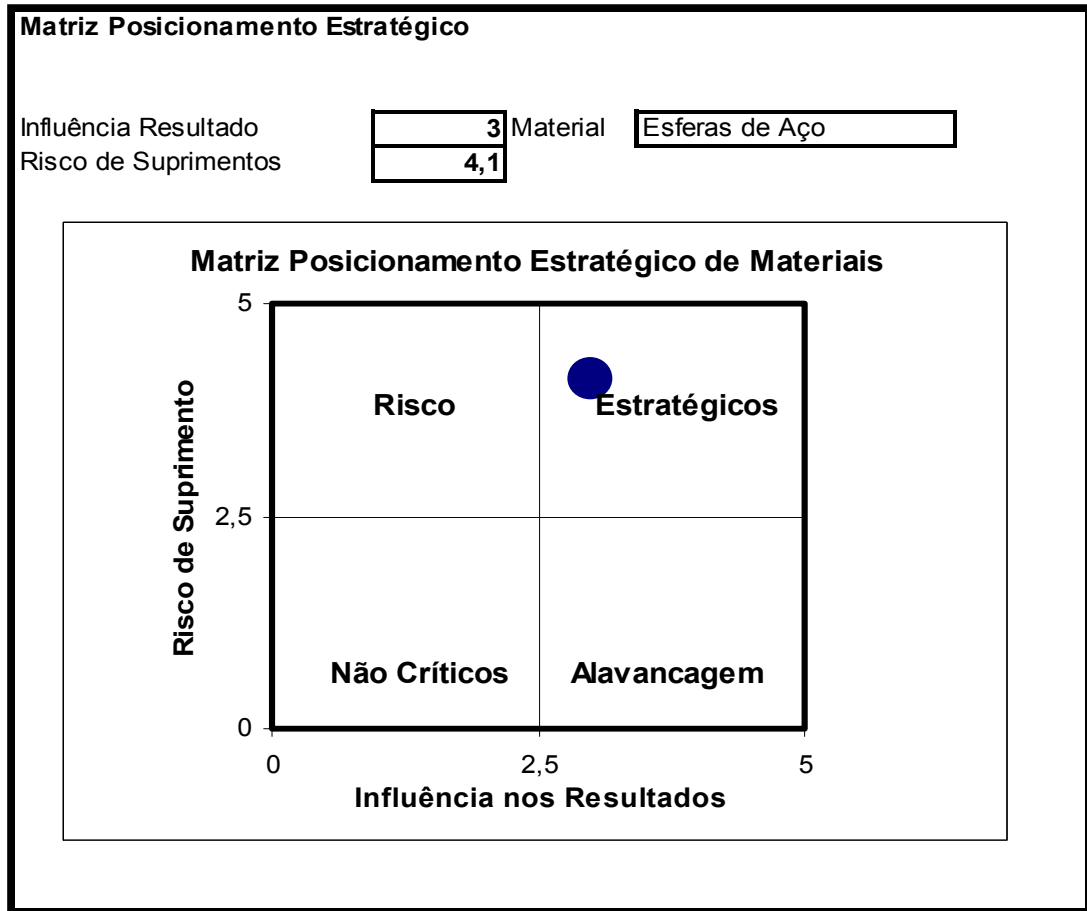 Matriz Posicionamento Estratégico
Influência Resultado 3 Material Esferas de Aço
Risco de Suprimentos 4,1
Matriz Posicionamento Estratégico de Materiais
5
Risco Estratégicos
Risco de Suprimento
2,5
Não Críticos Alavancagem
0
0 2,5 5
Influência nos Resultados